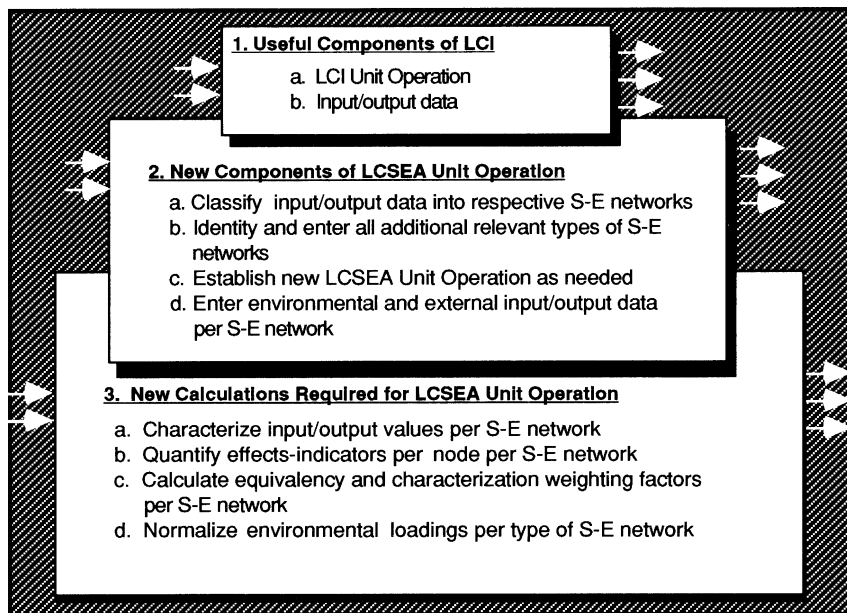 1. Useful Components of LCI
a. LCI Unit Operation
b. Input/output data
2. New Components of LCSEA Unit Operation
a. Classify input/output data into respective S-E networks
b. Identity and enter all additional relevant types of S-E
networks
c. Establish new LCSEA Unit Operation as needed
d. Enter environmental and external input/output data
per S-E network
3. New Calculations Required for LCSEA Unit Operation
a. Characterize input/output values per S-E network
b. Quantify effects-indicators per node per S-E network
c. Calculate equivalency and characterization weighting factors
per S-E network
d. Normalize environmental loadings per type of S-E network